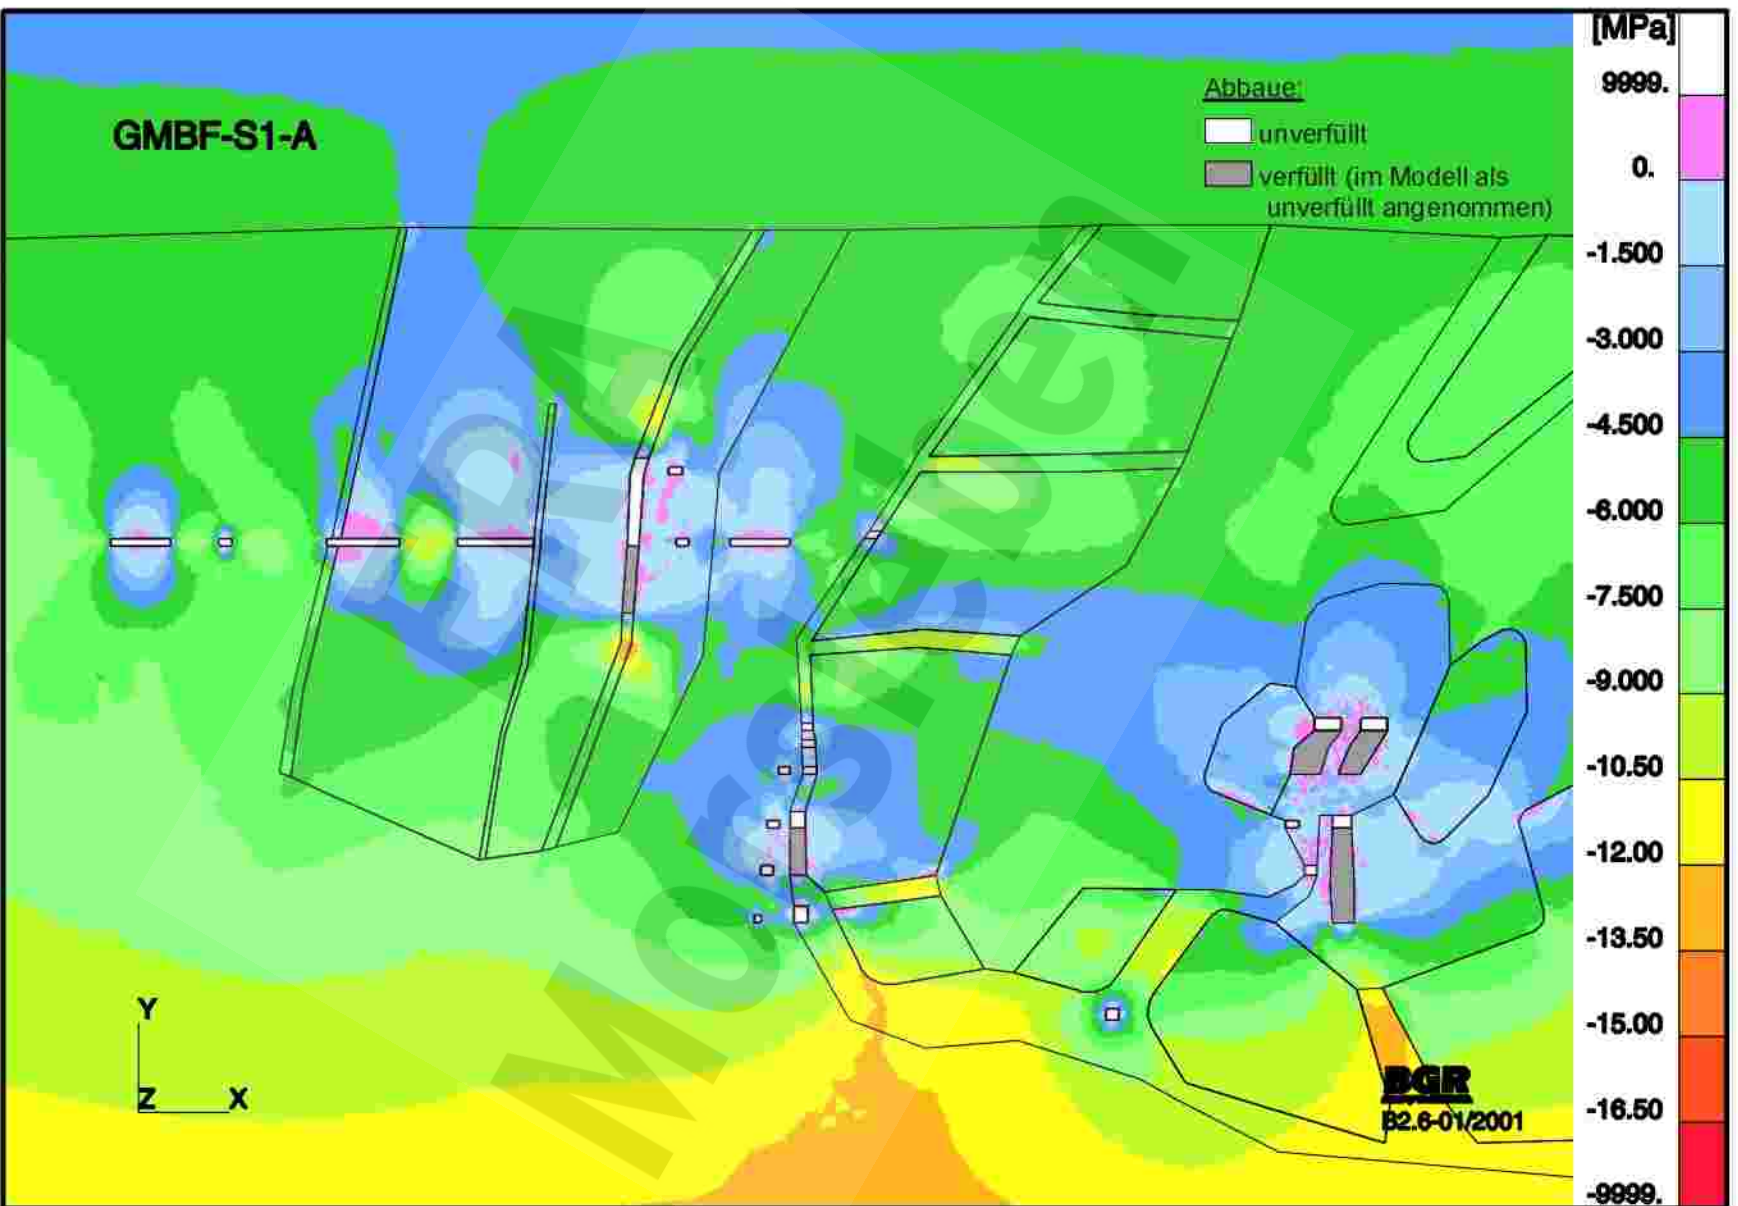 [MPa]
9999.
0.
-1.500
-3.000
-4.500
-6.000
-7.500
-9.000
-10.50
-12.00
-13.50
-15.00
-16.50
-9999.
GMBF-S1-A
Abbaue:
unverfüllt
verfüllt (im Modell als
unverfüllt angenommen)
ERA
Morsleben
Y
Z X
BGR
B2.6-01/2001